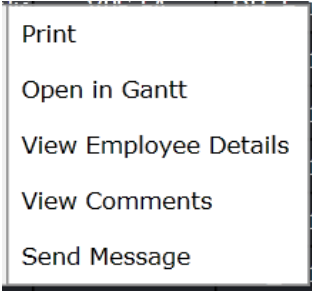 Print
Open in Gantt
View Employee Details
View Comments
Send Message